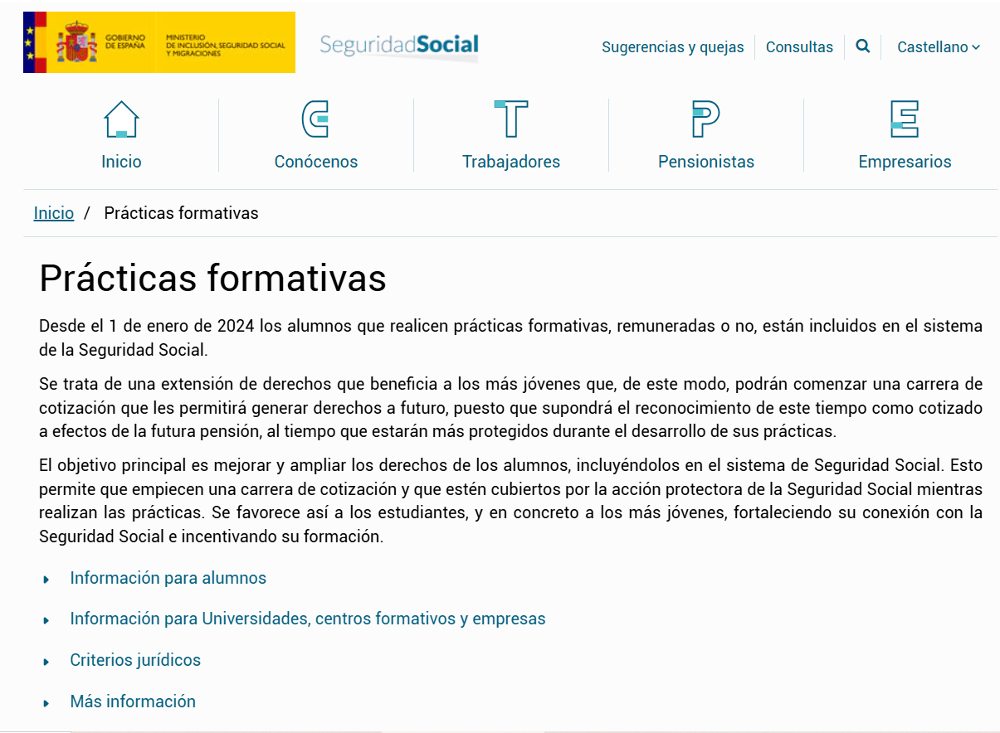 GOBIERNO
DE ESPAÑA
MINISTERIO
DE INCLUSIÓN, SEGURIDAD SOCIAL
Y MIGRACIONES
SeguridadSocial
Sugerencias y quejas
Consultas
Castellano
Inicio
Conócenos
Trabajadores
Pensionistas
Empresarios
Inicio / Prácticas formativas
Prácticas formativas
Desde el 1 de enero de 2024 los alumnos que realicen prácticas formativas, remuneradas o no, están incluidos en el sistema
de la Seguridad Social.
Se trata de una extensión de derechos que beneficia a los más jóvenes que, de este modo, podrán comenzar una carrera de
cotización que les permitirá generar derechos a futuro, puesto que supondrá el reconocimiento de este tiempo como cotizado
a efectos de la futura pensión, al tiempo que estarán más protegidos durante el desarrollo de sus prácticas.
El objetivo principal es mejorar y ampliar los derechos de los alumnos, incluyéndolos en el sistema de Seguridad Social. Esto
permite que empiecen una carrera de cotización y que estén cubiertos por la acción protectora de la Seguridad Social mientras
realizan las prácticas. Se favorece así a los estudiantes, y en concreto a los más jóvenes, fortaleciendo su conexión con la
Seguridad Social e incentivando su formación.
Información para alumnos
Información para Universidades, centros formativos y empresas
Criterios jurídicos
Más información